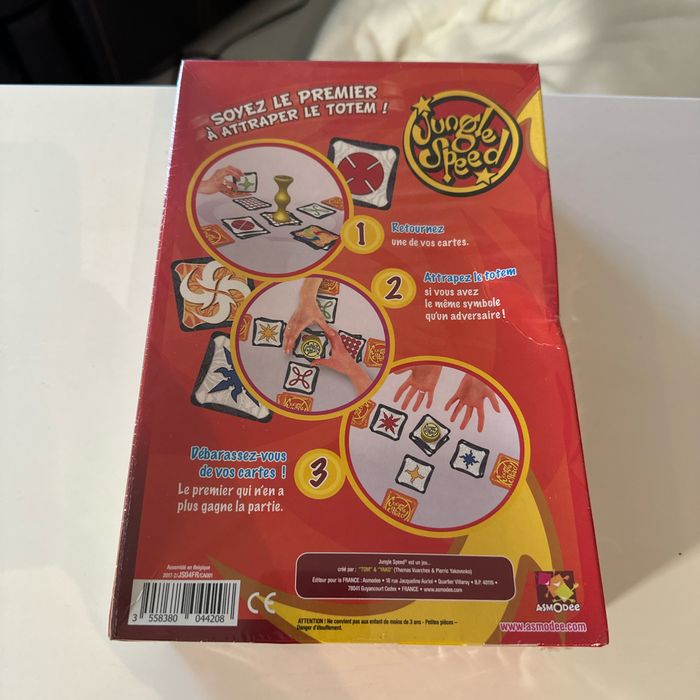 SOYEZ LE PREMIER
À ATTRAPER LE TOTEM !
Jungle
Speed
1
Retournez
une de vos cartes.
2
Attrapez le totem
si vous avez
le même symbole
qu'un adversaire !
Débarassez-vous
de vos cartes !
3
Le premier qui n'en a
plus gagne la partie.
Assemblé en Belgique
Jungle Speed® est un jeu...
créé par : "TOM" & "YAKO" (Thomas Vuarchex & Pierric Yakovenko)
Éditeur pour la FRANCE : Asmodee • 18 rue Jacqueline Auriol • Quartier Villaroy • B.P. 40119
78041 Guyancourt Cedex • FRANCE • www.asmodee.com
3 558380 044208
CE
ATTENTION ! Ne convient pas aux enfant de moins de 3 ans - Petites pièces –
Danger d'étouffement.
ASMODEE
www.asmodee.com